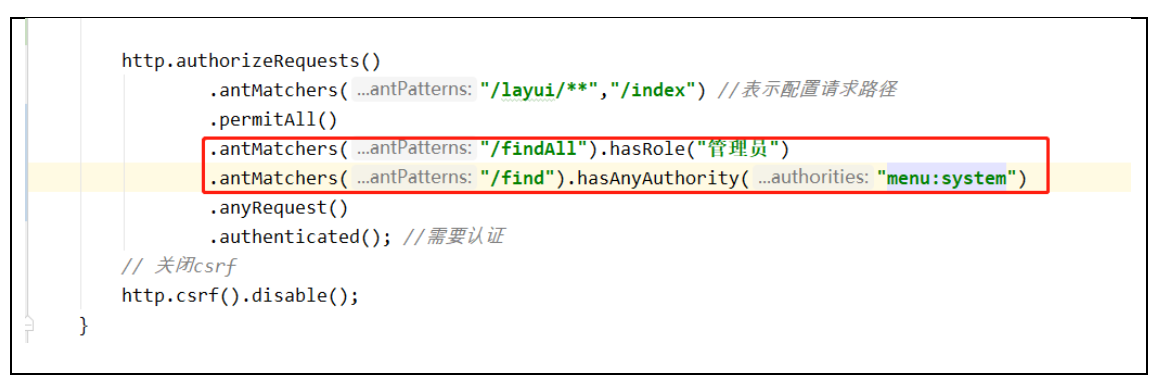 http.authorizeRequests()
.antMatchers( ...antPatterns: "/layui/**","/index") //表示配置请求路径
.permitAll()
.antMatchers( ...antPatterns: "/findAll").hasRole("管理员")
.antMatchers( ...antPatterns: "/find").hasAnyAuthority( ...authorities: "menu:system")
.anyRequest()
.authenticated(); //需要认证
// 关闭csrf
http.csrf().disable();
}